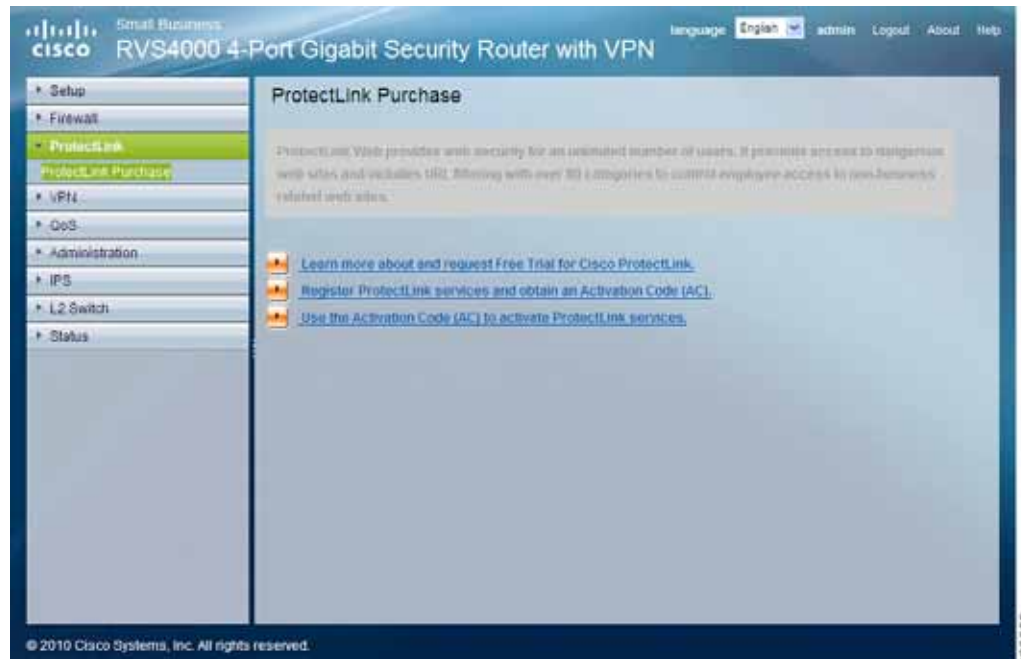 Small Business
cisco RVS4000 4-Port Gigabit Security Router with VPN
language English admin Logout About Help
Setup
Firewall
ProtectLink
ProtectLink Purchase
VPN
QoS
Administration
IPS
L2 Switch
Status
ProtectLink Purchase
ProtectLink Web provides web security for an unlimited number of users. It prevents access to dangerous
web sites and includes URL filtering with over 80 categories to control employee access to non-business
related web sites.
Learn more about and request Free Trial for Cisco ProtectLink.
Register ProtectLink services and obtain an Activation Code (AC).
Use the Activation Code (AC) to activate ProtectLink services.
© 2010 Cisco Systems, Inc. All rights reserved.